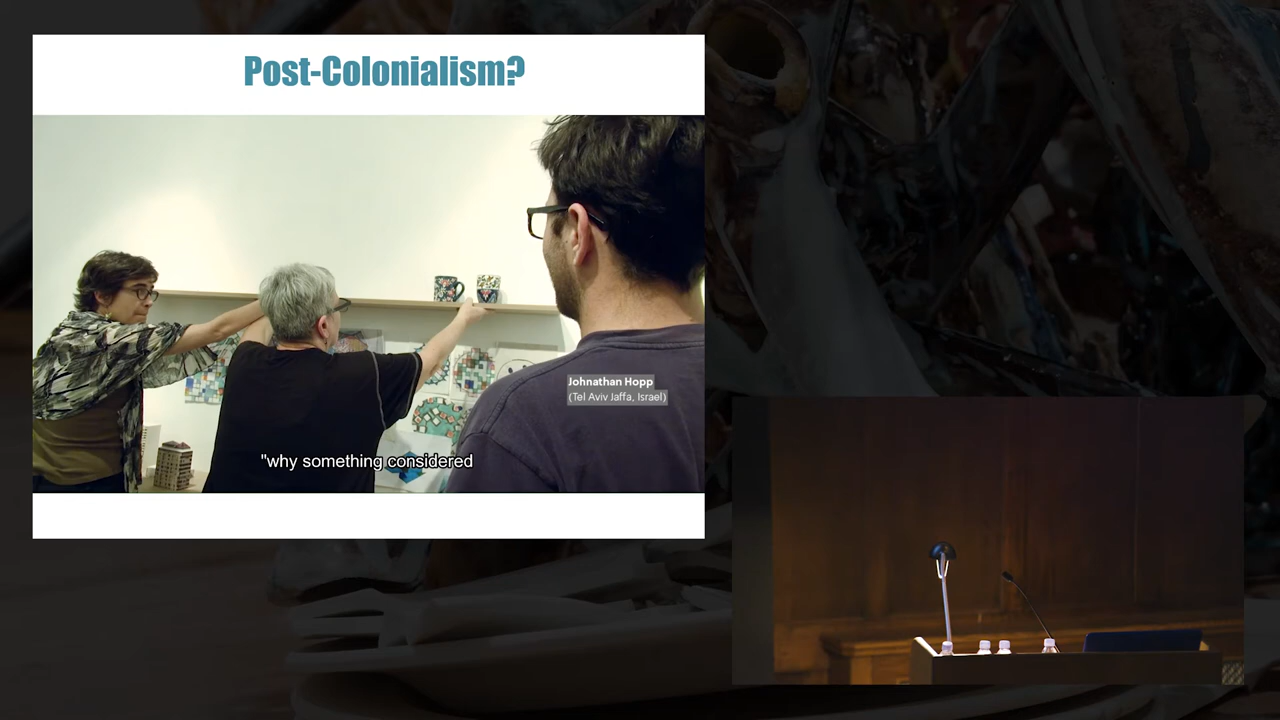 Post-Colonialism?
Johnathan Hopp
(Tel Aviv Jaffa, Israel)
"why something considered